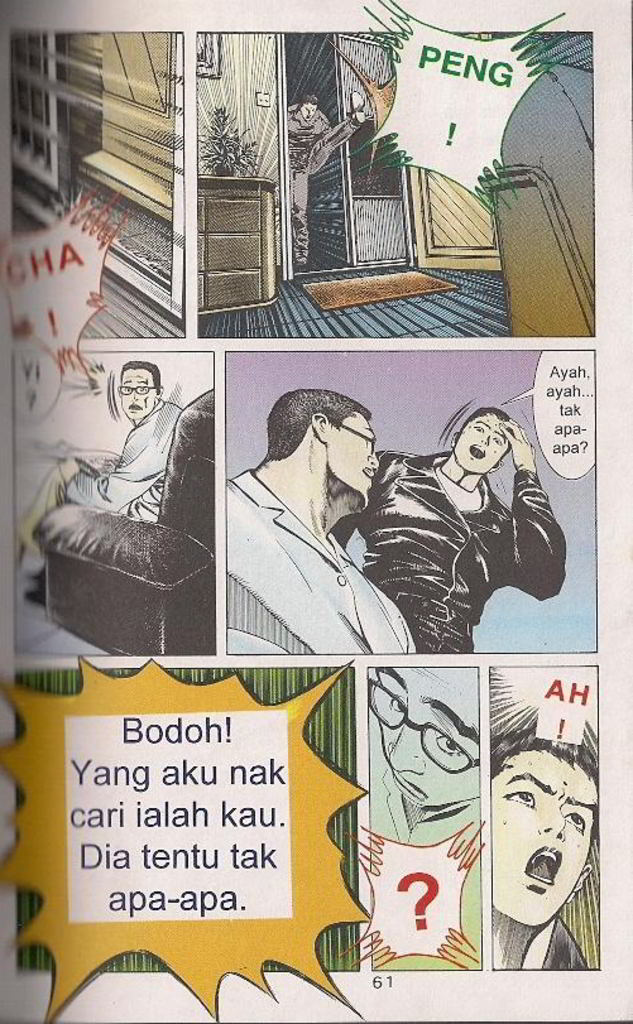 PENG
!
CHA
!
Ayah,
ayah...
tak
apa-
apa?
Bodoh!
Yang aku nak
cari ialah kau.
Dia tentu tak
apa-apa.
?
AH
!
61